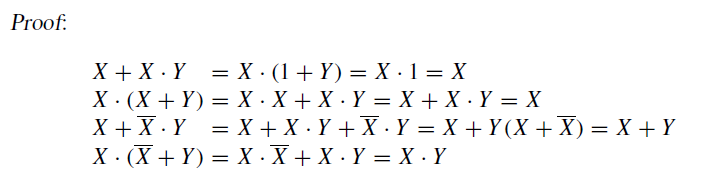 Proof:
X + X · Y = X · (1 + Y) = X · 1 = X
X · (X + Y) = X · X + X · Y = X + X · Y = X
X + X̅ · Y = X + X · Y + X̅ · Y = X + Y(X + X̅) = X + Y
X · (X̅ + Y) = X · X̅ + X · Y = X · Y